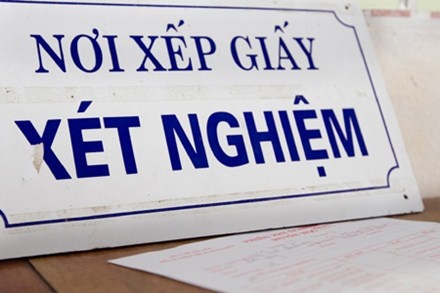 NƠI XẾP GIẤY
XÉT NGHIỆM